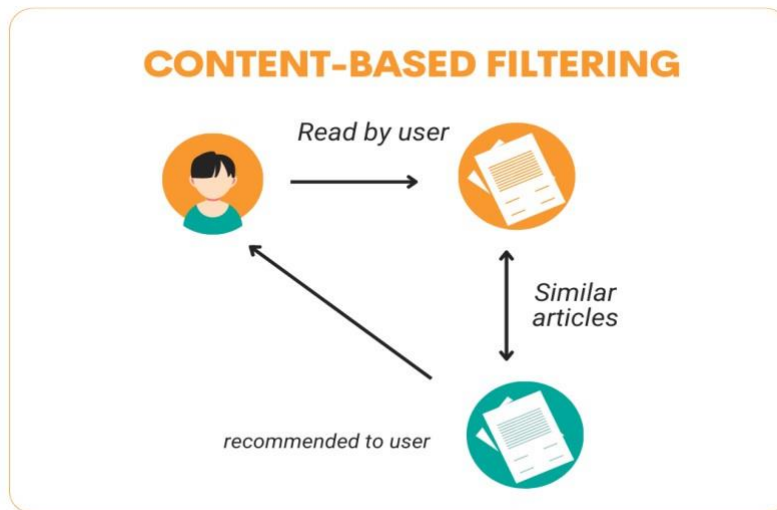 CONTENT-BASED FILTERING
Read by user
Similar
articles
recommended to user